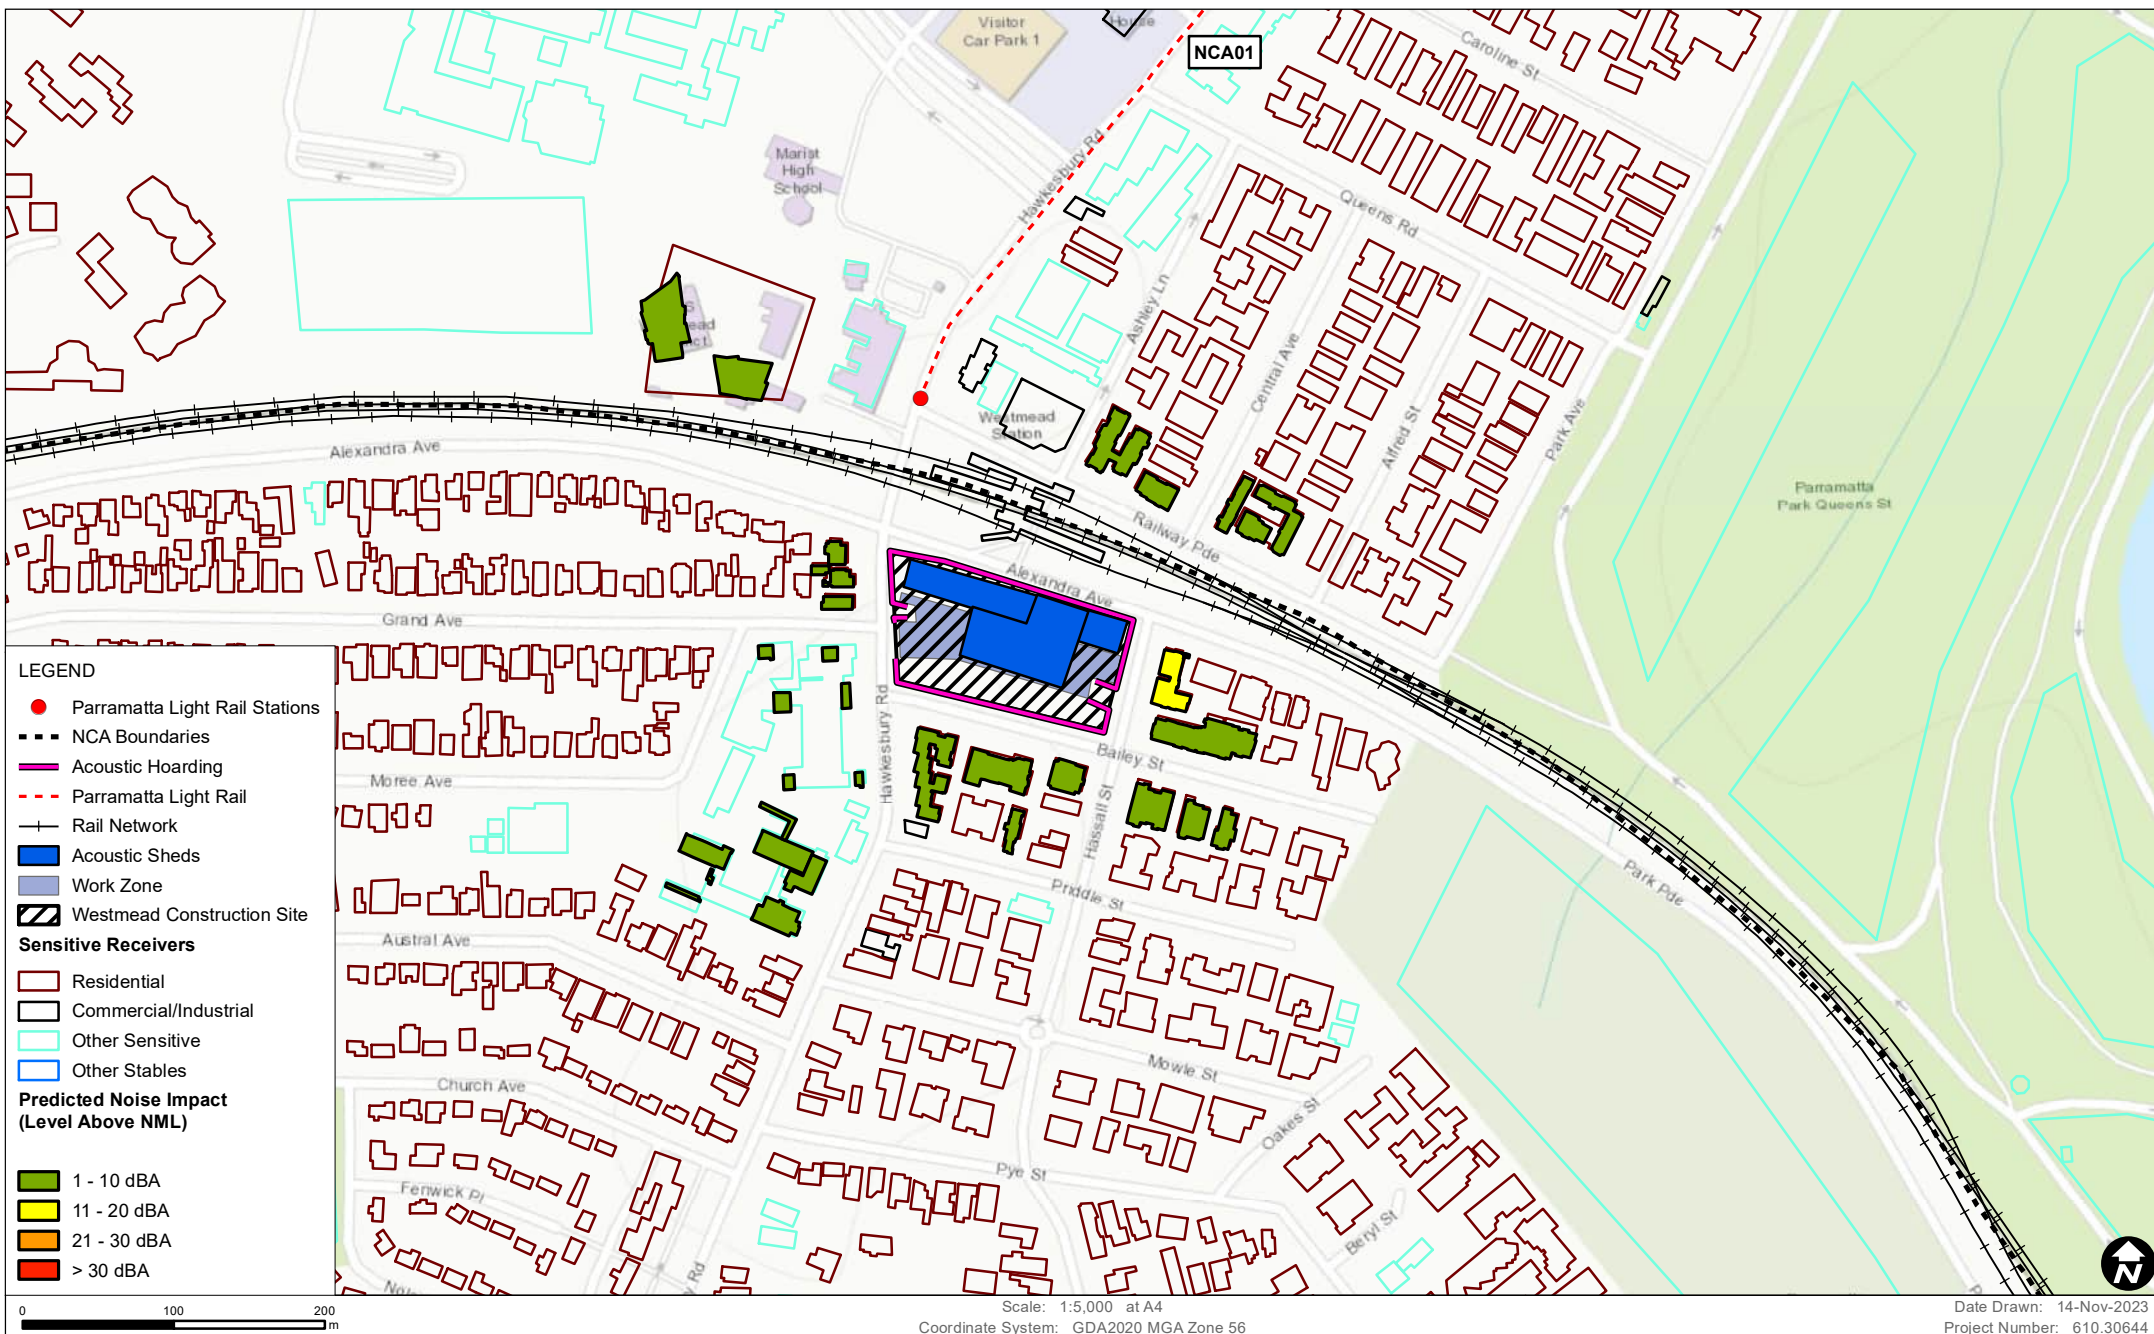 Visitor
Car Park 1
House
NCA01
Caroline St
Marist
High
School
Hawkesbury Rd
Queens Rd
Ashley Ln
Central Ave
Alfred St
Park Ave
Westmead
Station
Parramatta
Park Queens St
Alexandra Ave
Railway Pde
Alexandra Ave
Grand Ave
Hawkesbury Rd
Bailey St
Hassall St
Moree Ave
Priddle St
Park Pde
Austral Ave
Mowle St
Church Ave
Oakes St
Pye St
Fenwick Pl
Beryl St
Rd
LEGEND
Parramatta Light Rail Stations
NCA Boundaries
Acoustic Hoarding
Parramatta Light Rail
Rail Network
Acoustic Sheds
Work Zone
Westmead Construction Site
Sensitive Receivers
Residential
Commercial/Industrial
Other Sensitive
Other Stables
Predicted Noise Impact
(Level Above NML)
1 - 10 dBA
11 - 20 dBA
21 - 30 dBA
> 30 dBA
N
0 100 200
m
Scale: 1:5,000 at A4
Coordinate System: GDA2020 MGA Zone 56
Date Drawn: 14-Nov-2023
Project Number: 610.30644